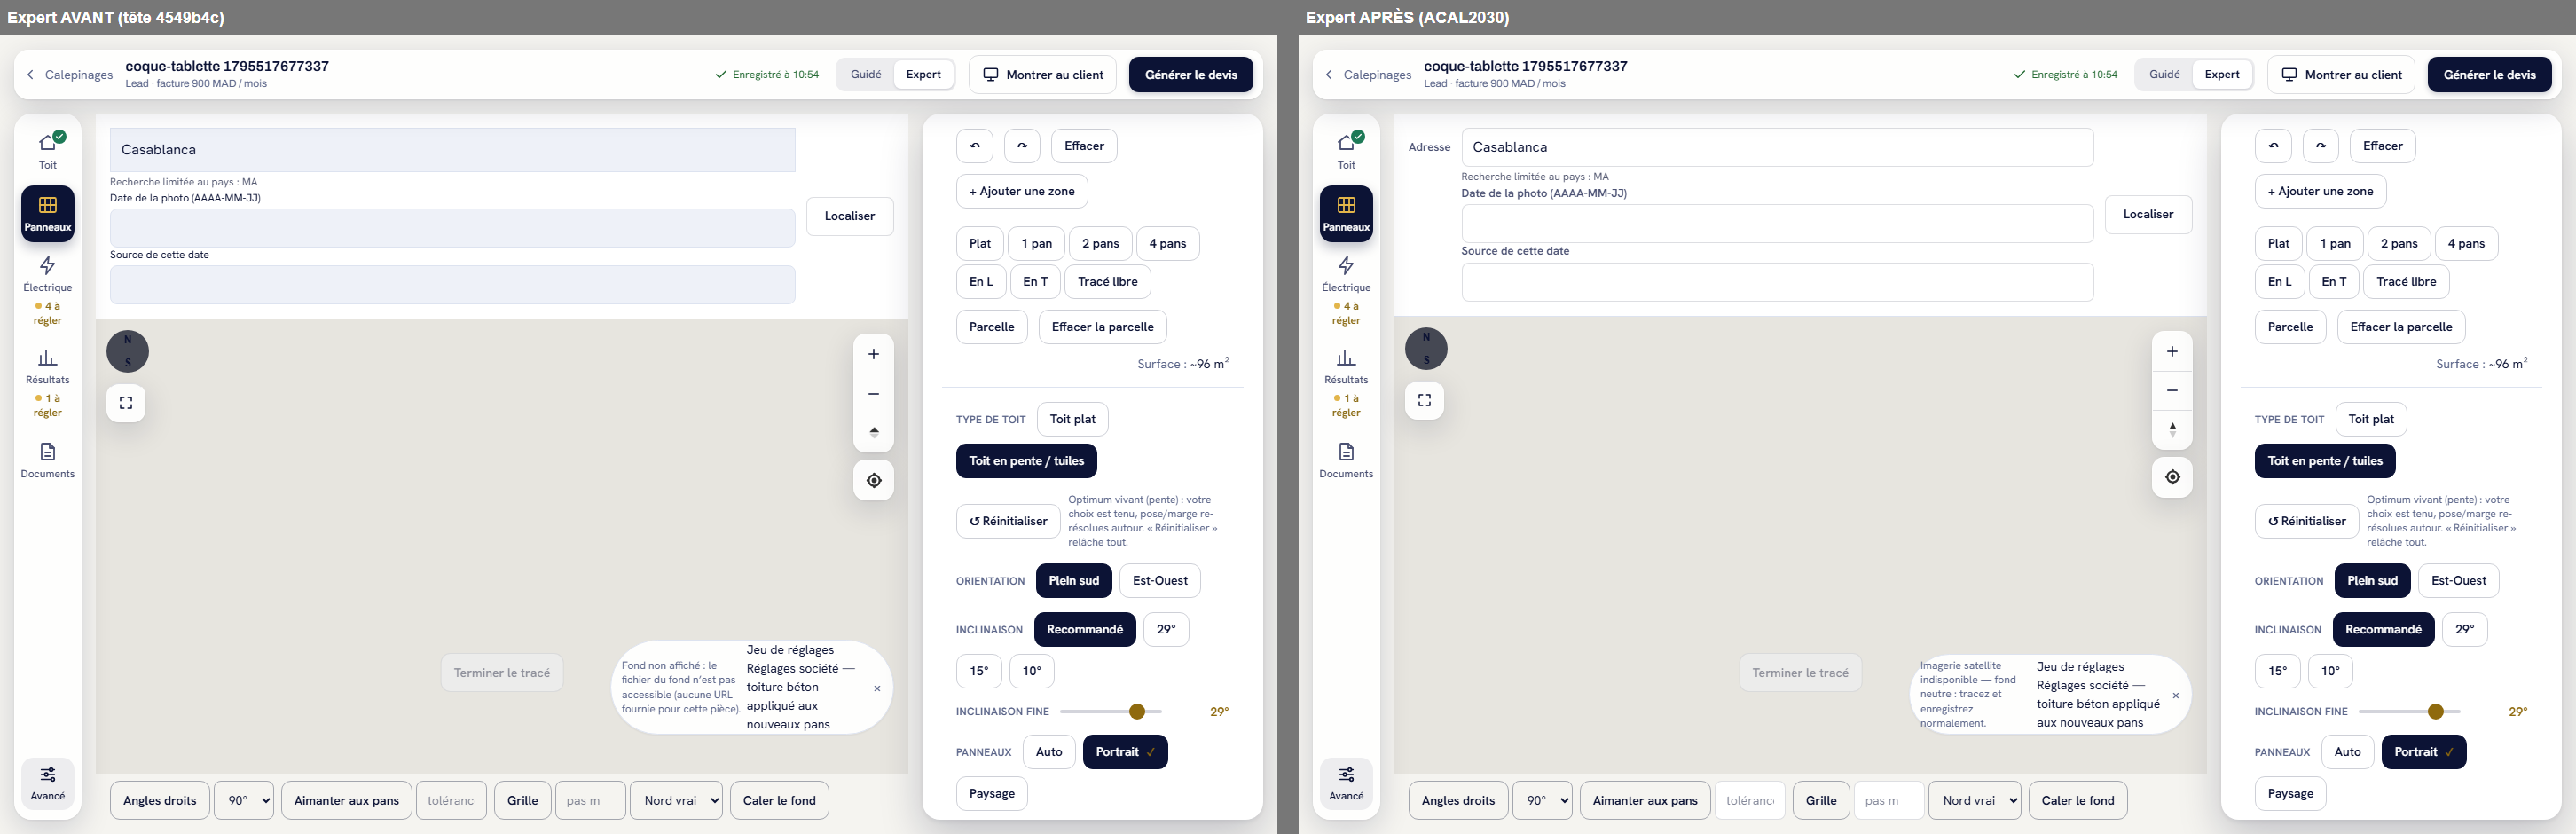 Expert AVANT (tête 4549b4c)
Calepinages
coque-tablette 1795517677337
Lead · facture 900 MAD / mois
Enregistré à 10:54
Guidé
Expert
Montrer au client
Générer le devis
Toit
Panneaux
Électrique
4 à
régler
Résultats
1 à
régler
Documents
Avancé
Casablanca
Recherche limitée au pays : MA
Date de la photo (AAAA-MM-JJ)
Localiser
Source de cette date
N
S
+
−
Terminer le tracé
Fond non affiché : le
fichier du fond n’est pas
accessible (aucune URL
fournie pour cette pièce).
Jeu de réglages
Réglages société —
toiture béton
appliqué aux
nouveaux pans
×
Angles droits
90°
Aimanter aux pans
toléranc
Grille
pas m
Nord vrai
Caler le fond
Effacer
+ Ajouter une zone
Plat
1 pan
2 pans
4 pans
En L
En T
Tracé libre
Parcelle
Effacer la parcelle
Surface : ~96 m²
TYPE DE TOIT
Toit plat
Toit en pente / tuiles
↺ Réinitialiser
Optimum vivant (pente) : votre
choix est tenu, pose/marge re-
résolues autour. « Réinitialiser »
relâche tout.
ORIENTATION
Plein sud
Est-Ouest
INCLINAISON
Recommandé
29°
15°
10°
INCLINAISON FINE
29°
PANNEAUX
Auto
Portrait ✓
Paysage
Expert APRÈS (ACAL2030)
Calepinages
coque-tablette 1795517677337
Lead · facture 900 MAD / mois
Enregistré à 10:54
Guidé
Expert
Montrer au client
Générer le devis
Toit
Panneaux
Électrique
4 à
régler
Résultats
1 à
régler
Documents
Avancé
Adresse
Casablanca
Recherche limitée au pays : MA
Date de la photo (AAAA-MM-JJ)
Localiser
Source de cette date
N
S
+
−
Terminer le tracé
Imagerie satellite
indisponible — fond
neutre : tracez et
enregistrez
normalement.
Jeu de réglages
Réglages société —
toiture béton appliqué
aux nouveaux pans
×
Angles droits
90°
Aimanter aux pans
toléranc
Grille
pas m
Nord vrai
Caler le fond
Effacer
+ Ajouter une zone
Plat
1 pan
2 pans
4 pans
En L
En T
Tracé libre
Parcelle
Effacer la parcelle
Surface : ~96 m²
TYPE DE TOIT
Toit plat
Toit en pente / tuiles
↺ Réinitialiser
Optimum vivant (pente) : votre
choix est tenu, pose/marge re-
résolues autour. « Réinitialiser »
relâche tout.
ORIENTATION
Plein sud
Est-Ouest
INCLINAISON
Recommandé
29°
15°
10°
INCLINAISON FINE
29°
PANNEAUX
Auto
Portrait ✓
Paysage